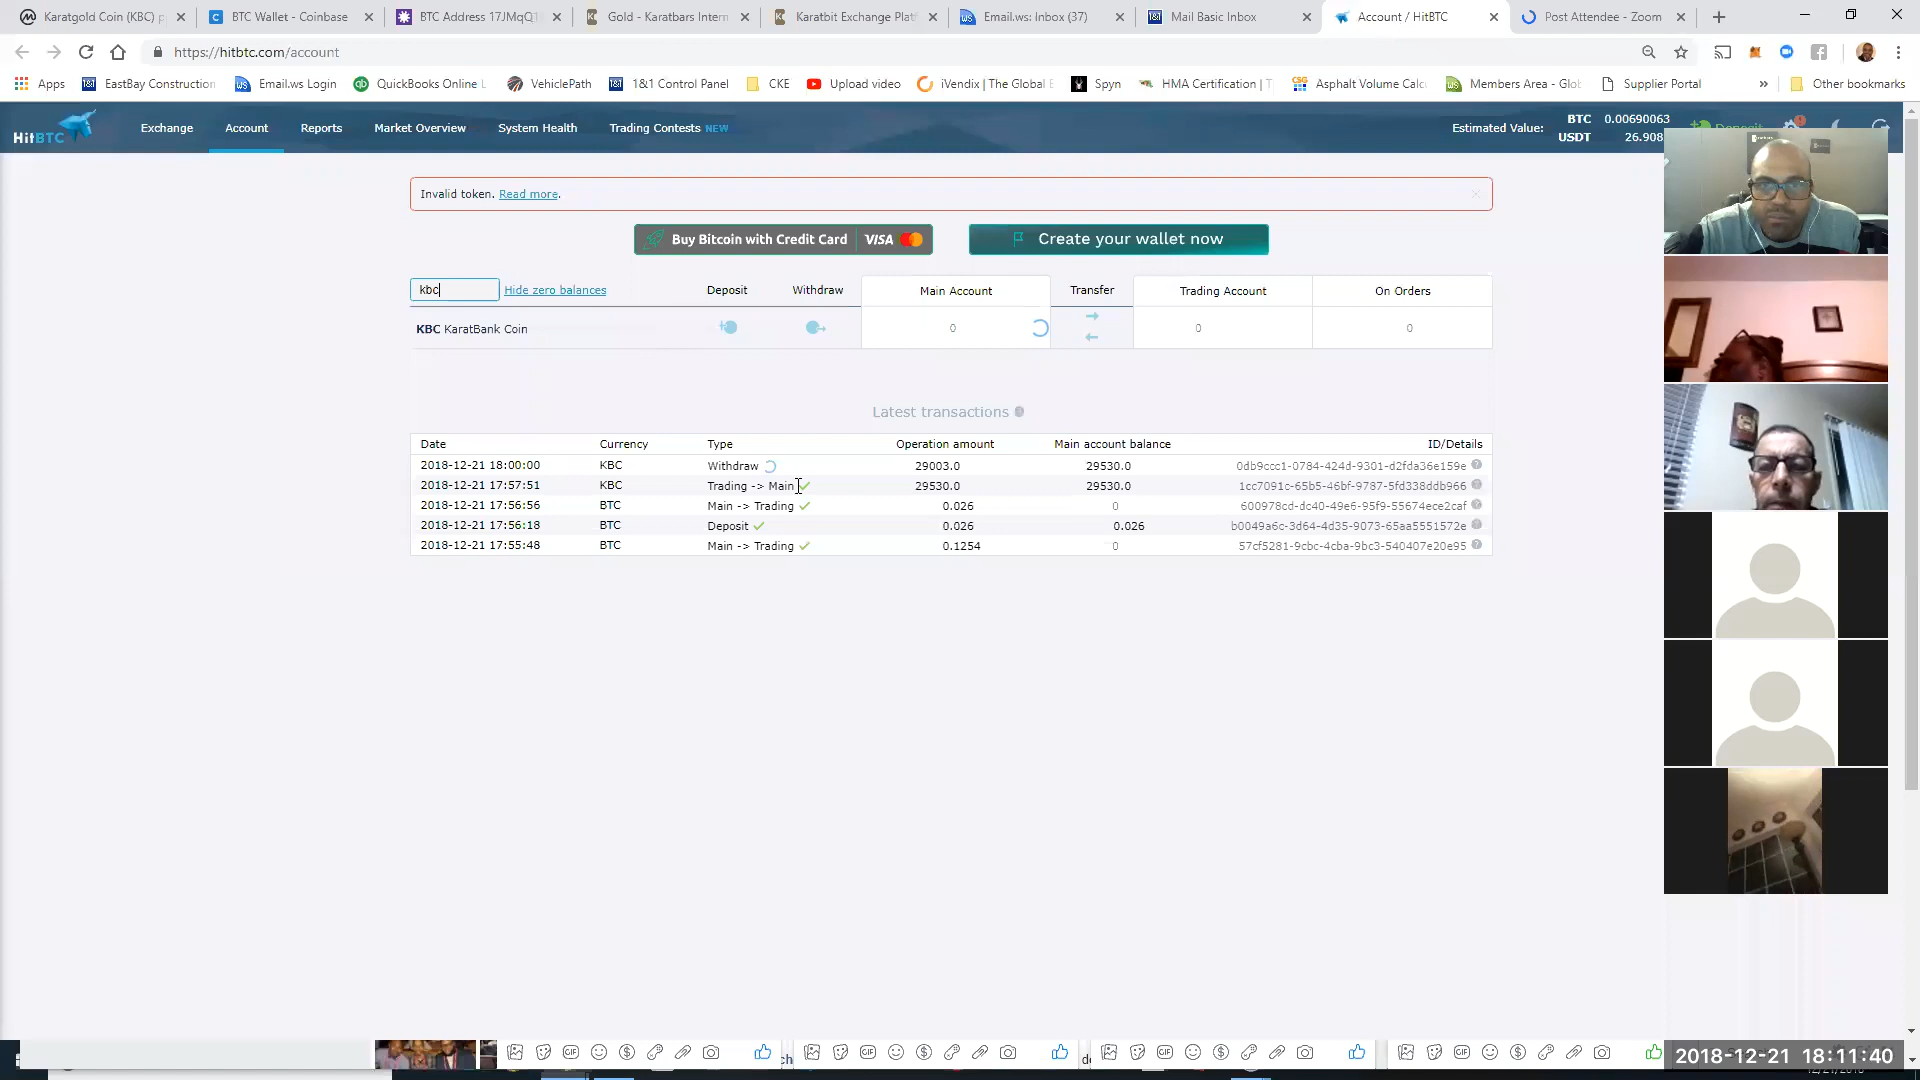 Karatgold Coin (KBC) p
BTC Wallet - Coinbase
BTC Address 17JMqQ1
Gold - Karatbars Intern
Karatbit Exchange Platf
Email.ws: Inbox (37)
Mail Basic Inbox
Account / HitBTC
Post Attendee - Zoom
https://hitbtc.com/account
Apps
EastBay Construction
Email.ws Login
QuickBooks Online L
VehiclePath
1&1 Control Panel
CKE
Upload video
iVendix | The Global E
Spyn
HMA Certification | T
Asphalt Volume Calcu
Members Area - Glob
Supplier Portal
»
Other bookmarks
HitBTC
Exchange
Account
Reports
Market Overview
System Health
Trading Contests NEW
Estimated Value:
BTC 0.00690063
USDT 26.908
Deposit
Invalid token. Read more.
Buy Bitcoin with Credit Card VISA
Create your wallet now
kbc
Hide zero balances
Deposit
Withdraw
Main Account
Transfer
Trading Account
On Orders
KBC KaratBank Coin 0 0 0
Latest transactions
Date Currency Type Operation amount Main account balance ID/Details
2018-12-21 18:00:00 KBC Withdraw 29003.0 29530.0 0db9ccc1-0784-424d-9301-d2fda36e159e
2018-12-21 17:57:51 KBC Trading -> Main 29530.0 29530.0 1cc7091c-65b5-46bf-9787-5fd338ddb966
2018-12-21 17:56:56 BTC Main -> Trading 0.026 0 600978cd-dc40-49e6-95f9-55674ece2caf
2018-12-21 17:56:18 BTC Deposit 0.026 0.026 b0049a6c-3d64-4d35-9073-65aa5551572e
2018-12-21 17:55:48 BTC Main -> Trading 0.1254 0 57cf5281-9cbc-4cba-9bc3-540407e20e95
GIF
GIF
GIF
GIF
2018-12-21 18:11:40